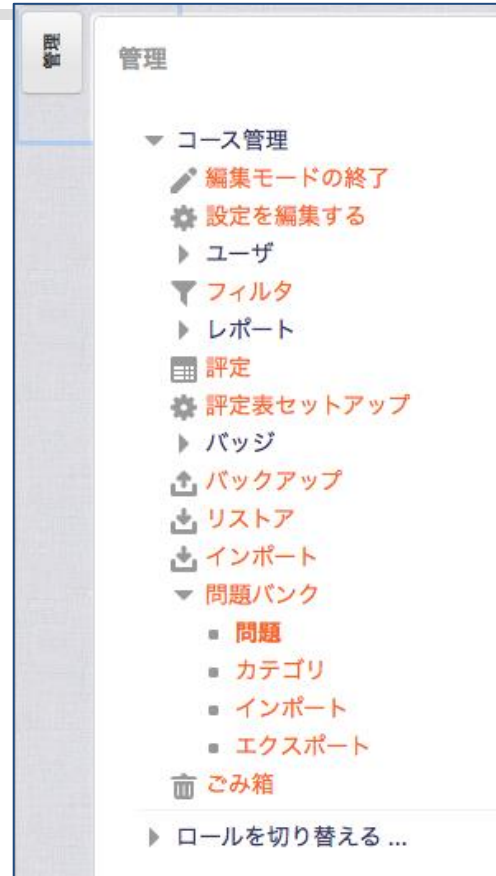 管理
管理
コース管理
編集モードの終了
設定を編集する
ユーザ
フィルタ
レポート
評定
評定表セットアップ
バッジ
バックアップ
リストア
インポート
問題バンク
問題
カテゴリ
インポート
エクスポート
ごみ箱
ロールを切り替える ...